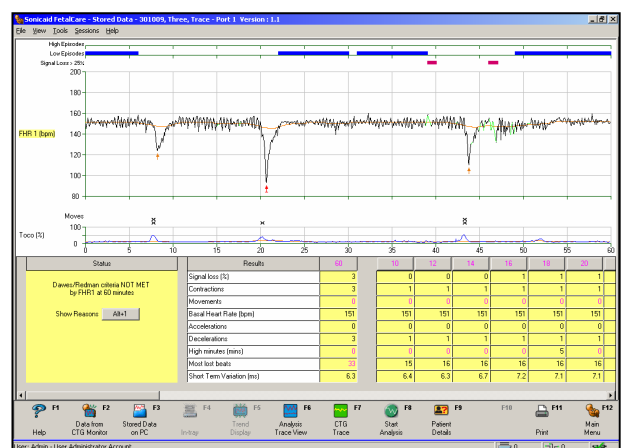 Sonicaid FetalCare - Stored Data - 301009, Three, Trace - Port 1 Version : 1.1
File View Tools Sessions Help
High Episodes
Low Episodes
Signal Loss > 25%
200
180
160
FHR 1 (bpm)
140
120
100
80
Moves
100
Toco (%)
0
0 5 10 15 20 25 30 35 40 45 50 55 60
Status Results 60 10 12 14 16 18 20
Signal loss (%) 3 0 0 0 1 1 1
Dawes/Redman criteria NOT MET
by FHR1 at 60 minutes
Contractions 3 1 1 1 1 1 1
Movements 0 0 0 0 0 0 0
Show Reasons Alt+1
Basal Heart Rate (bpm) 151 151 151 151 151 151 151
Accelerations 0 0 0 0 0 0 0
Decelerations 3 1 1 1 1 1 1
High minutes (mins) 0 0 0 0 0 5 0
Most lost beats 33 15 16 16 16 16 16
Short Term Variation (ms) 6.3 6.4 6.3 6.7 7.2 7.1 7.1
F1 F2 F3 F4 F5 F6 F7 F8 F9 F10 F11 F12
Help Data from CTG Monitor Stored Data on PC In-trap Trend Display Analysis Trace View CTG Trace Start Analysis Patient Details Print Main Menu
User: Admin - User Administrator Account 0 0